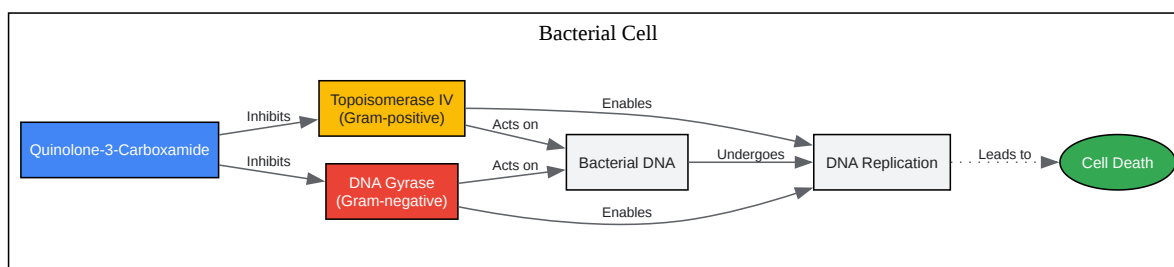 Bacterial Cell
Quinolone-3-Carboxamide
Inhibits
Inhibits
Topoisomerase IV
(Gram-positive)
DNA Gyrase
(Gram-negative)
Enables
Acts on
Acts on
Enables
Bacterial DNA
Undergoes
DNA Replication
Leads to
Cell Death